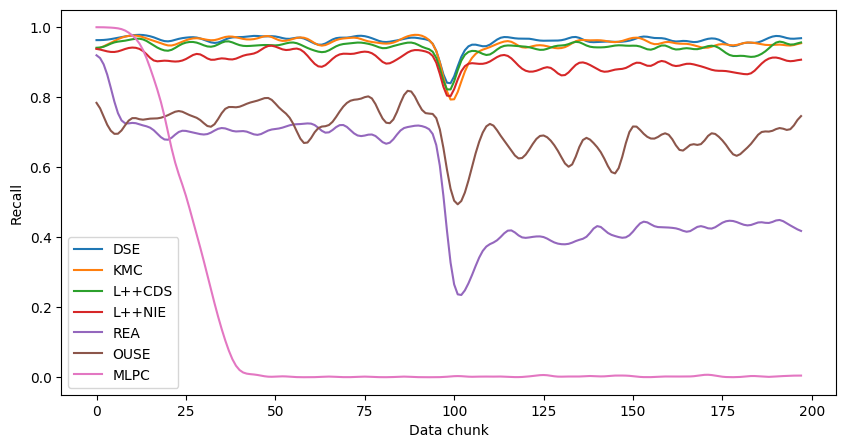 1.0
0.8
0.6
0.4
0.2
0.0
Recall
DSE
KMC
L++CDS
L++NIE
REA
OUSE
MLPC
0 25 50 75 100 125 150 175 200
Data chunk